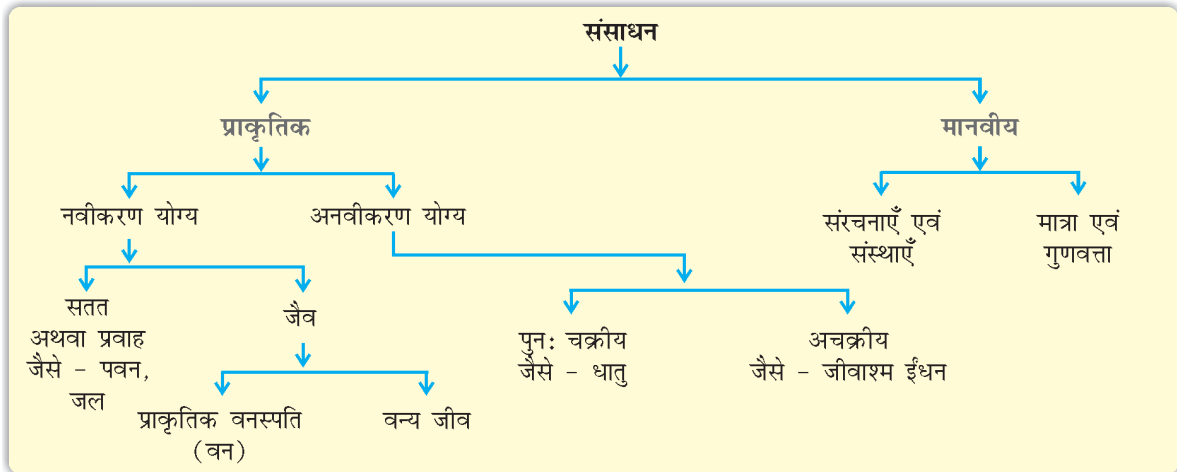 संसाधन
प्राकृतिक
मानवीय
नवीकरण योग्य
अनवीकरण योग्य
संरचनाएँ एवं
संस्थाएँ
मात्रा एवं
गुणवत्ता
सतत
अथवा प्रवाह
जैसे - पवन,
जल
जैव
पुन: चक्रीय
जैसे - धातु
अचक्रीय
जैसे - जीवाश्म ईंधन
प्राकृतिक वनस्पति
(वन)
वन्य जीव